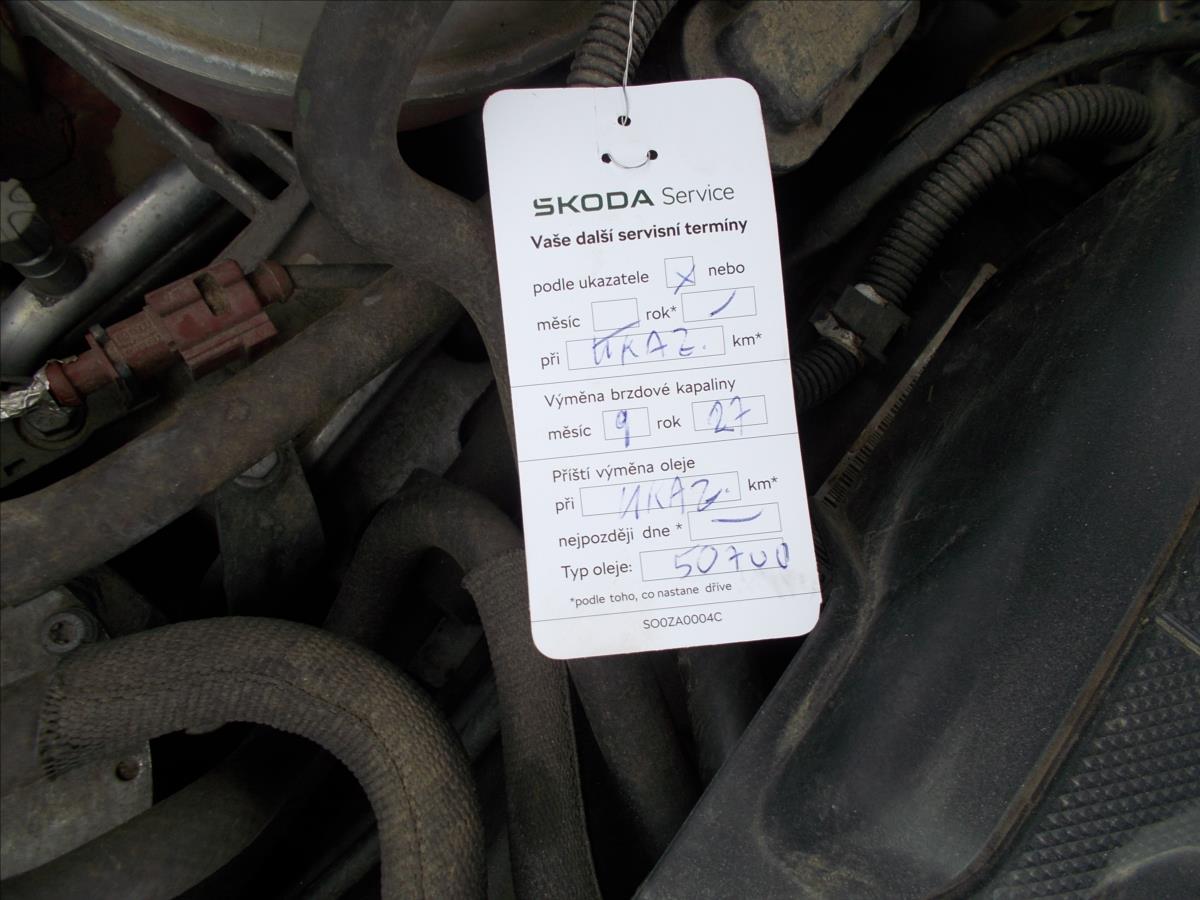 ŠKODA Service
Vaše další servisní termíny
podle ukazatele x nebo
měsíc rok*
při UKAZ. km*
Výměna brzdové kapaliny
měsíc 9 rok 27
Příští výměna oleje
při UKAZ. km*
nejpozději dne *
Typ oleje: 50700
*podle toho, co nastane dříve
SO0ZA0004C